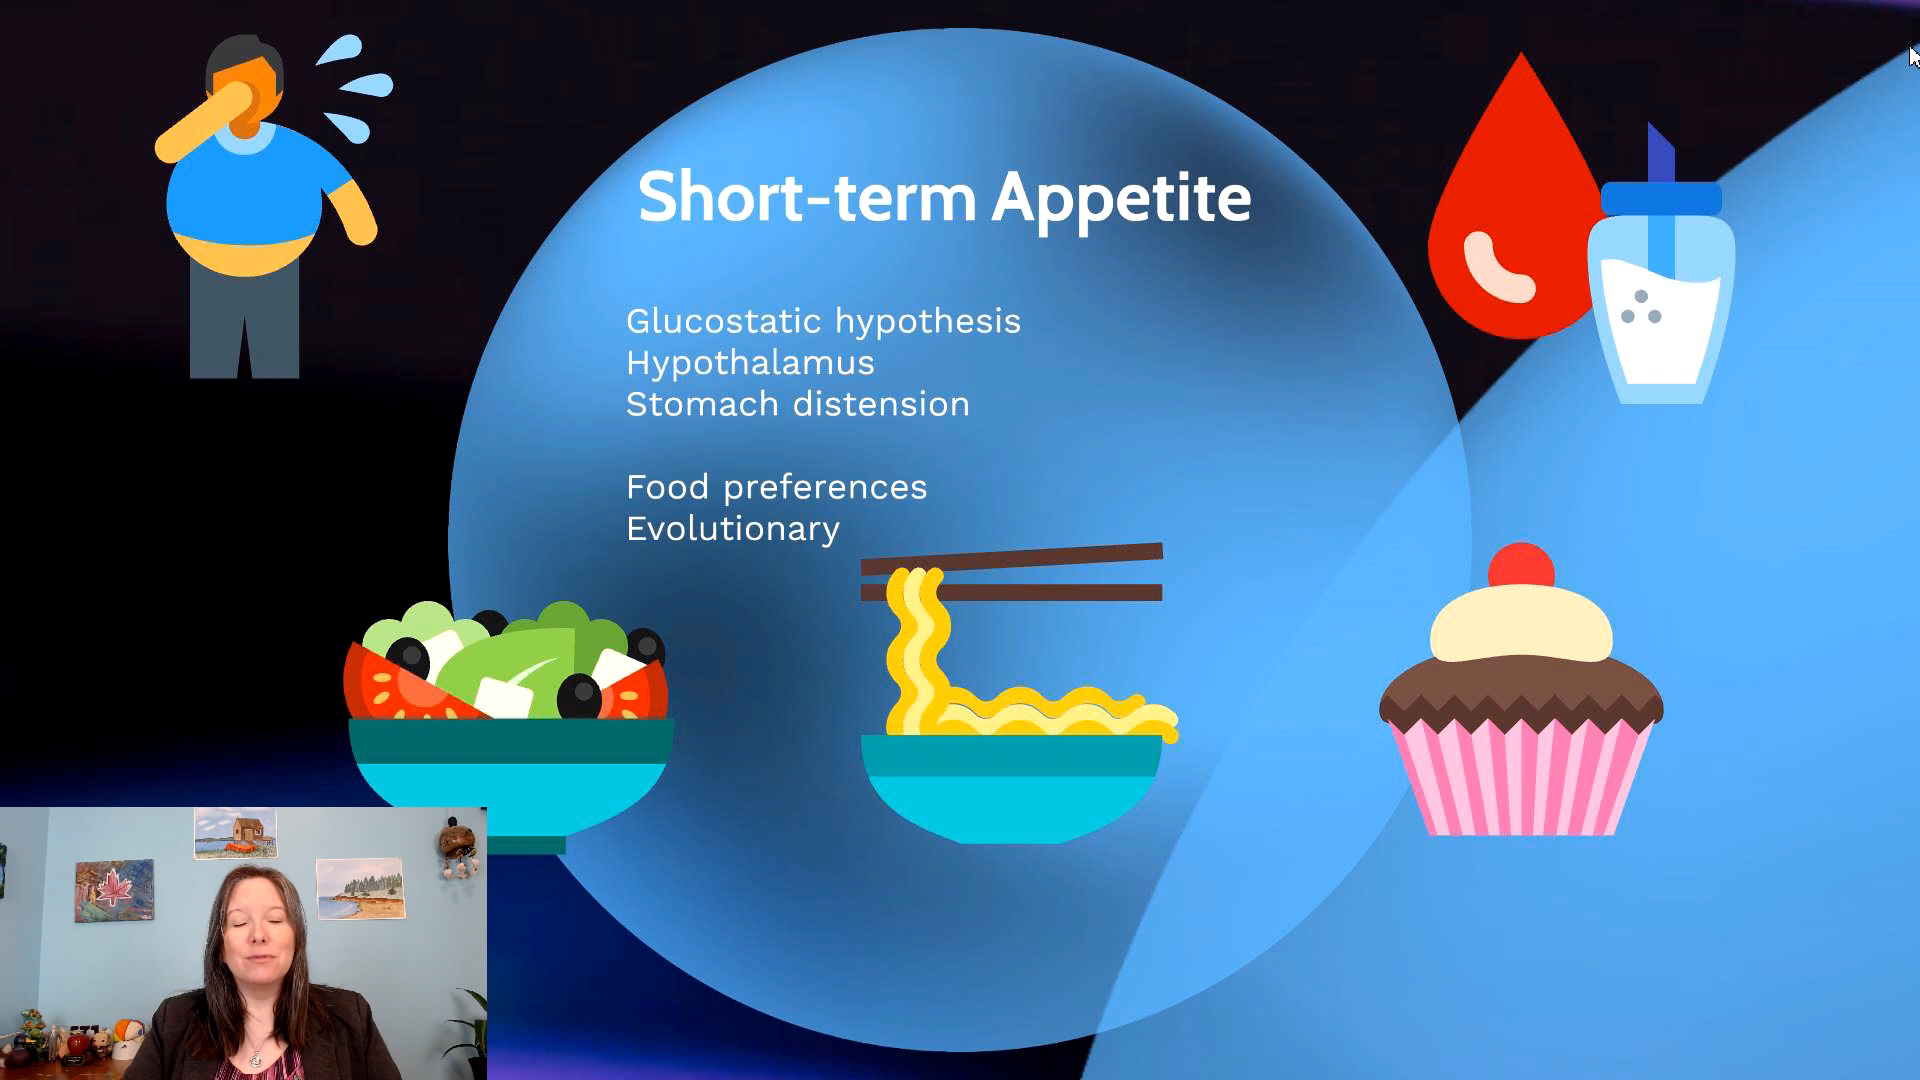 Short-term Appetite
Glucostatic hypothesis
Hypothalamus
Stomach distension
Food preferences
Evolutionary